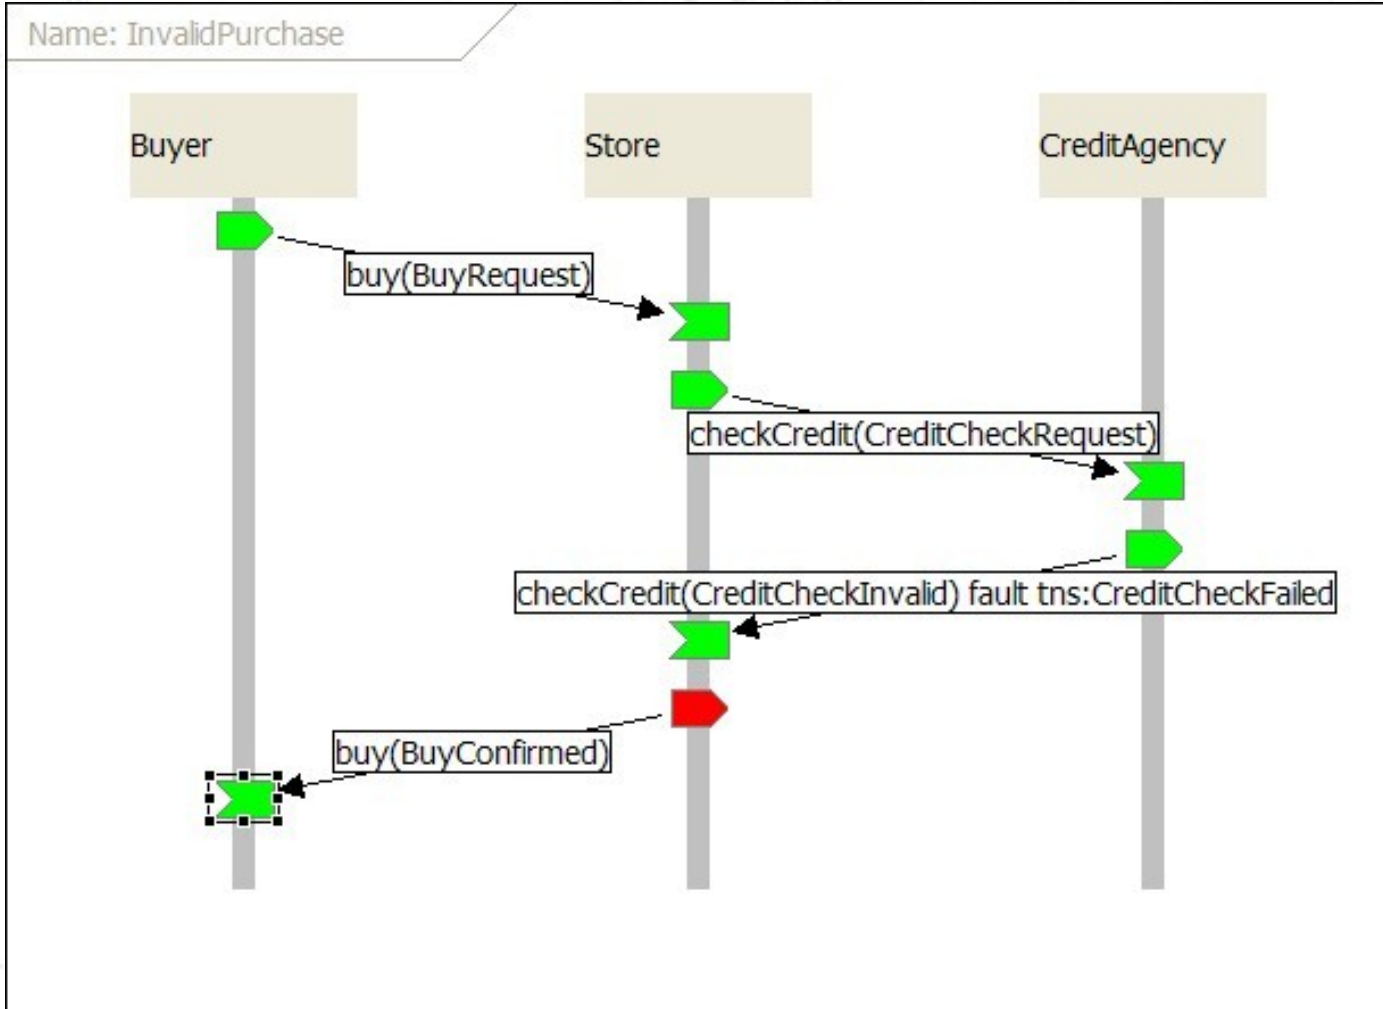 Name: InvalidPurchase
Buyer
Store
CreditAgency
buy(BuyRequest)
checkCredit(CreditCheckRequest)
checkCredit(CreditCheckInvalid) fault tns:CreditCheckFailed
buy(BuyConfirmed)